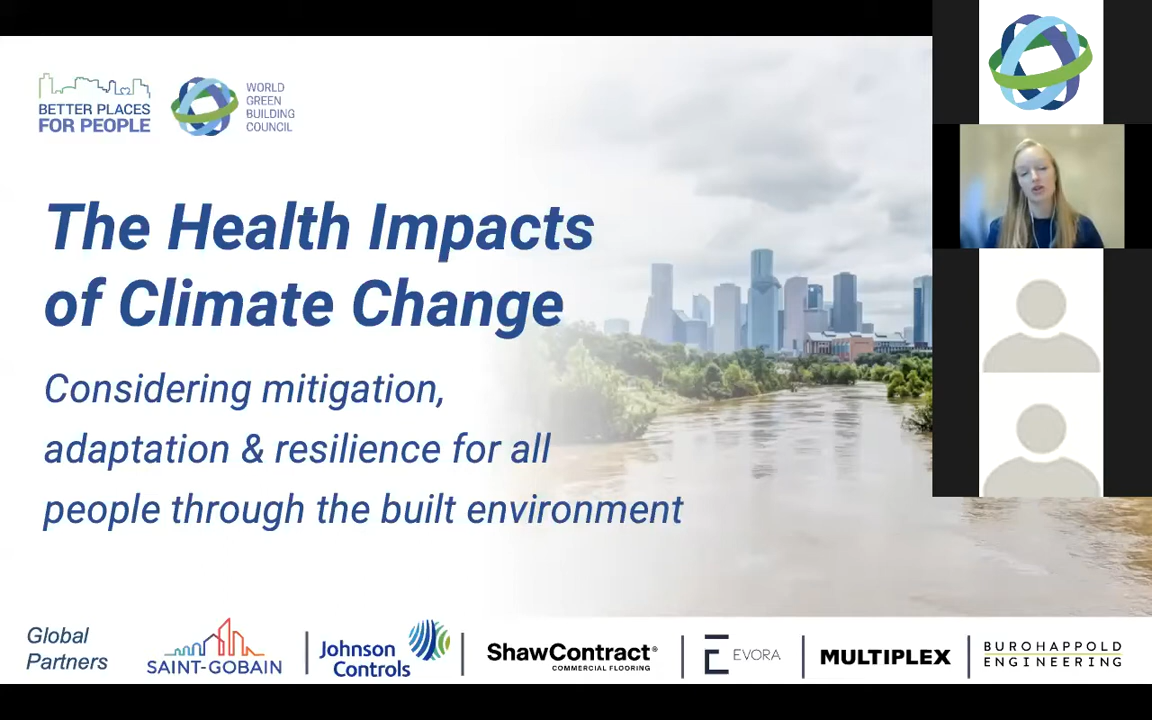 BETTER PLACES
FOR PEOPLE
WORLD
GREEN
BUILDING
COUNCIL
The Health Impacts
of Climate Change
Considering mitigation,
adaptation & resilience for all
people through the built environment
Global
Partners
SAINT-GOBAIN
Johnson
Controls
ShawContract®
COMMERCIAL FLOORING
EVORA
MULTIPLEX
BUROHAPPOLD
ENGINEERING